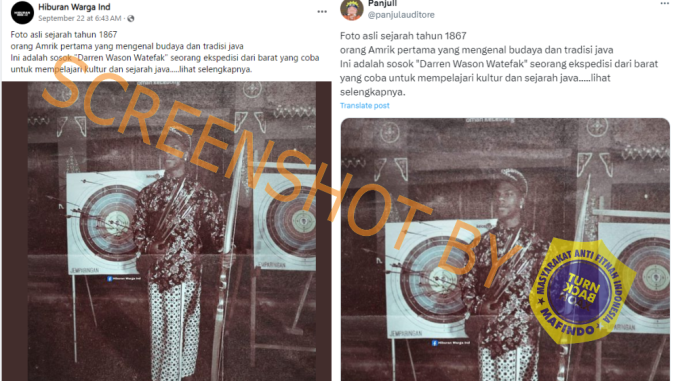 Hiburan Warga Ind
September 22 at 6:43 AM
Foto asli sejarah tahun 1867
orang Amrik pertama yang mengenal budaya dan tradisi java
Ini adalah sosok "Darren Wason Watefak" seorang ekspedisi dari barat yang coba
untuk mempelajari kultur dan sejarah java.....lihat selengkapnya.
JEMPARINGAN
Hiburan Warga Ind
Panjull
@panjulauditore
Foto asli sejarah tahun 1867
orang Amrik pertama yang mengenal budaya dan tradisi java
Ini adalah sosok "Darren Wason Watefak" seorang ekspedisi dari barat
yang coba untuk mempelajari kultur dan sejarah java.....lihat
selengkapnya.
Translate post
JEMPARINGAN
Hiburan Warga Ind
SCREENSHOT BY
MASYARAKAT ANTI FITNAH INDONESIA
TURN
BACK
MAFINDO